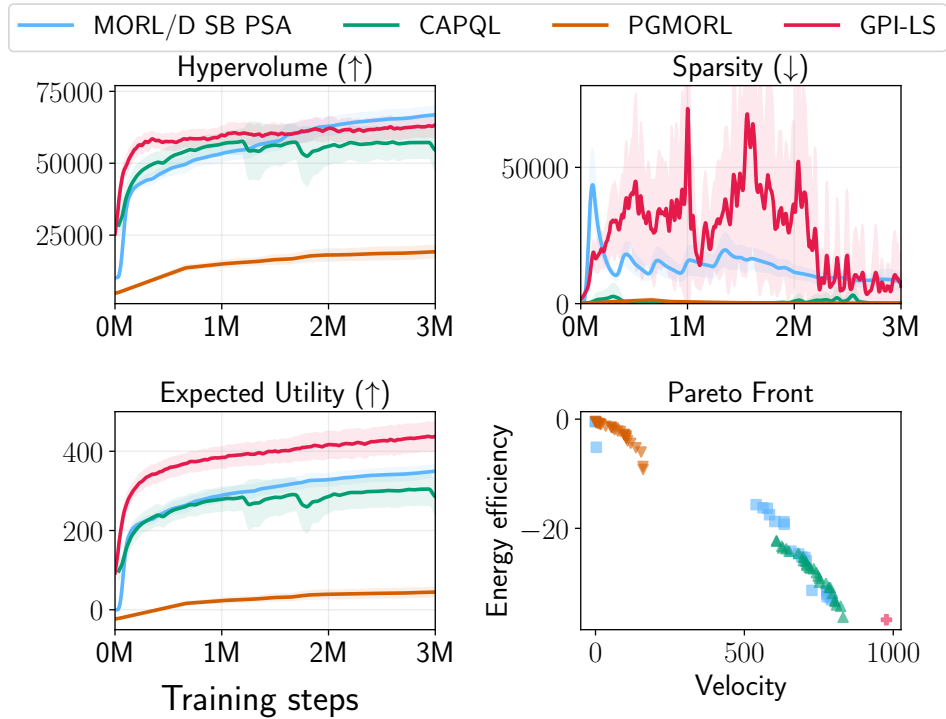 MORL/D SB PSA CAPQL PGMORL GPI-LS
Hypervolume (↑)
75000
50000
25000
0M 1M 2M 3M
Sparsity (↓)
50000
0
0M 1M 2M 3M
Expected Utility (↑)
400
200
0
0M 1M 2M 3M
Training steps
Pareto Front
Energy efficiency
0
−20
0 500 1000
Velocity